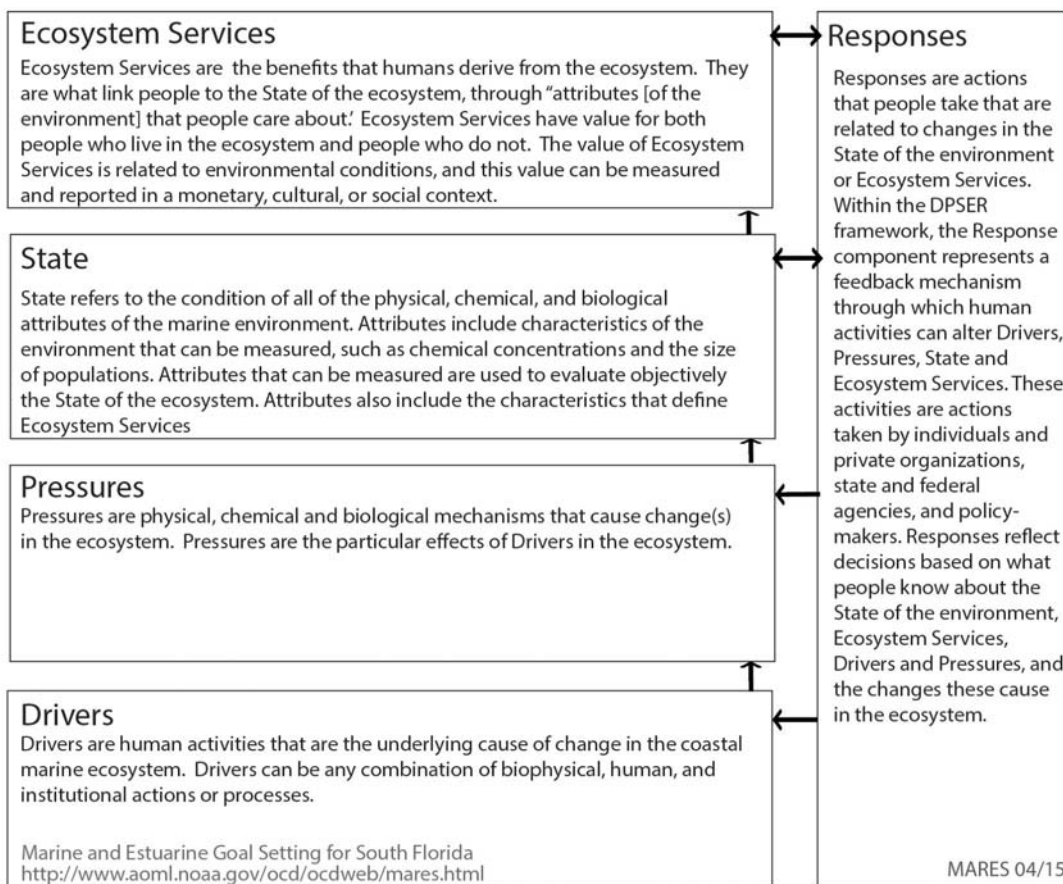 Ecosystem Services
Ecosystem Services are the benefits that humans derive from the ecosystem. They
are what link people to the State of the ecosystem, through “attributes [of the
environment] that people care about.’ Ecosystem Services have value for both
people who live in the ecosystem and people who do not. The value of Ecosystem
Services is related to environmental conditions, and this value can be measured
and reported in a monetary, cultural, or social context.
State
State refers to the condition of all of the physical, chemical, and biological
attributes of the marine environment. Attributes include characteristics of the
environment that can be measured, such as chemical concentrations and the size
of populations. Attributes that can be measured are used to evaluate objectively
the State of the ecosystem. Attributes also include the characteristics that define
Ecosystem Services
Pressures
Pressures are physical, chemical and biological mechanisms that cause change(s)
in the ecosystem. Pressures are the particular effects of Drivers in the ecosystem.
Drivers
Drivers are human activities that are the underlying cause of change in the coastal
marine ecosystem. Drivers can be any combination of biophysical, human, and
institutional actions or processes.
Marine and Estuarine Goal Setting for South Florida
http://www.aoml.noaa.gov/ocd/ocdweb/mares.html
Responses
Responses are actions
that people take that are
related to changes in the
State of the environment
or Ecosystem Services.
Within the DPSER
framework, the Response
component represents a
feedback mechanism
through which human
activities can alter Drivers,
Pressures, State and
Ecosystem Services. These
activities are actions
taken by individuals and
private organizations,
state and federal
agencies, and policy-
makers. Responses reflect
decisions based on what
people know about the
State of the environment,
Ecosystem Services,
Drivers and Pressures, and
the changes these cause
in the ecosystem.
MARES 04/15